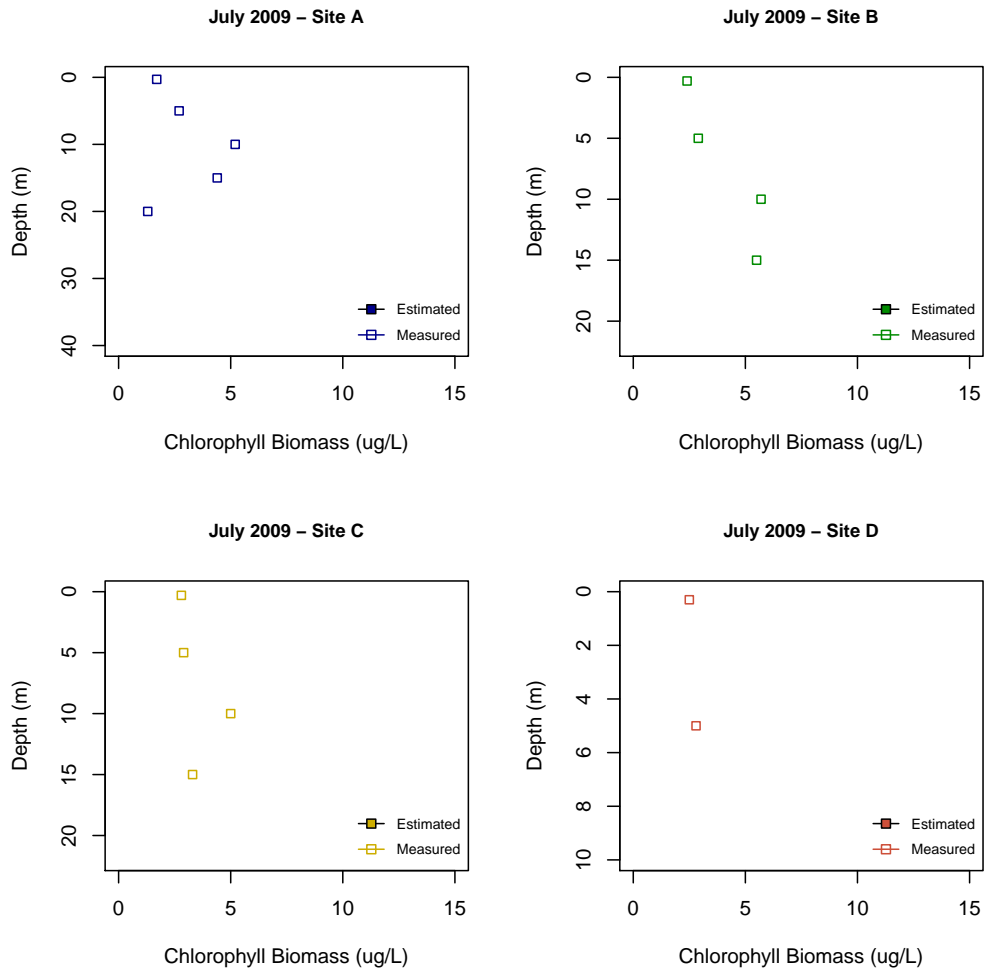 July 2009 – Site A
0
10
20
30
40
Depth (m)
Estimated
Measured
0 5 10 15
Chlorophyll Biomass (ug/L)
July 2009 – Site B
0
5
10
15
20
Depth (m)
Estimated
Measured
0 5 10 15
Chlorophyll Biomass (ug/L)
July 2009 – Site C
0
5
10
15
20
Depth (m)
Estimated
Measured
0 5 10 15
Chlorophyll Biomass (ug/L)
July 2009 – Site D
0
2
4
6
8
10
Depth (m)
Estimated
Measured
0 5 10 15
Chlorophyll Biomass (ug/L)